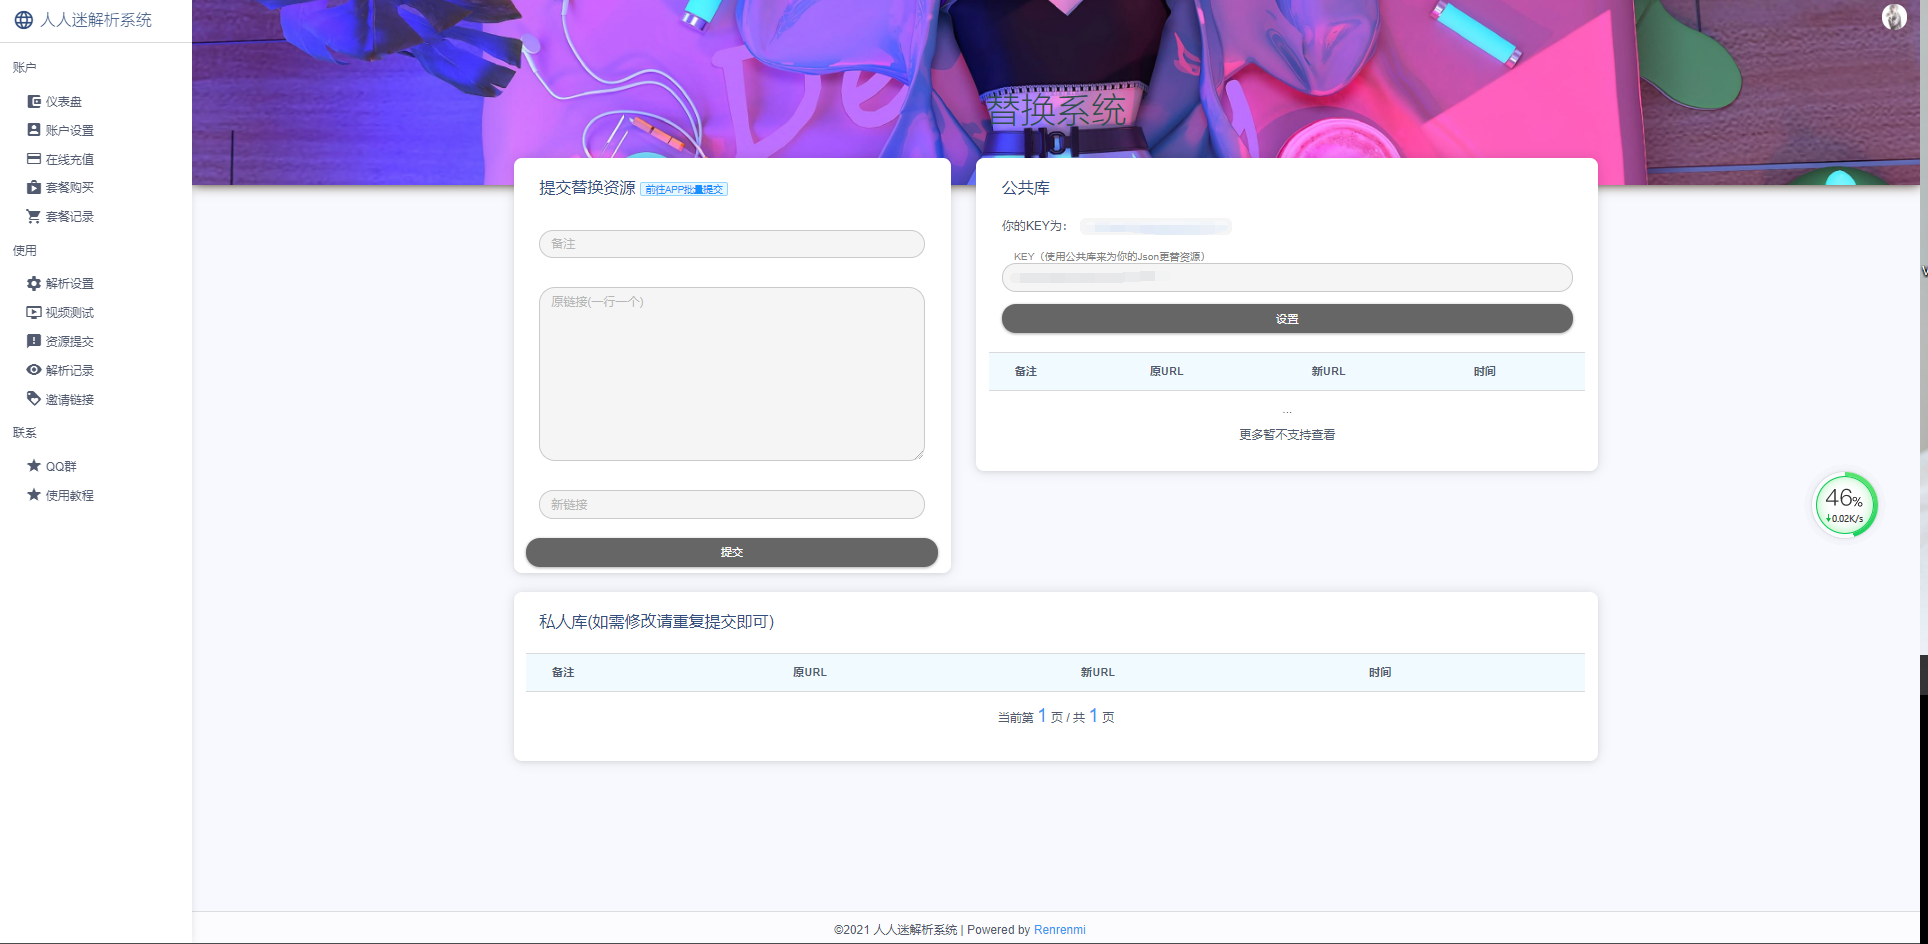 人人迷解析系统
账户
仪表盘
账户设置
在线充值
套餐购买
套餐记录
使用
解析设置
视频测试
资源提交
解析记录
邀请链接
联系
QQ群
使用教程
替换系统
提交替换资源 前往APP批量提交
备注
原链接(一行一个)
新链接
提交
公共库
你的KEY为：
KEY（使用公共库来为你的Json更替资源）
设置
备注 原URL 新URL 时间
...
更多暂不支持查看
私人库(如需修改请重复提交即可)
备注 原URL 新URL 时间
当前第 1 页 / 共 1 页
46%
0.02K/s
©2021 人人迷解析系统 | Powered by Renrenmi